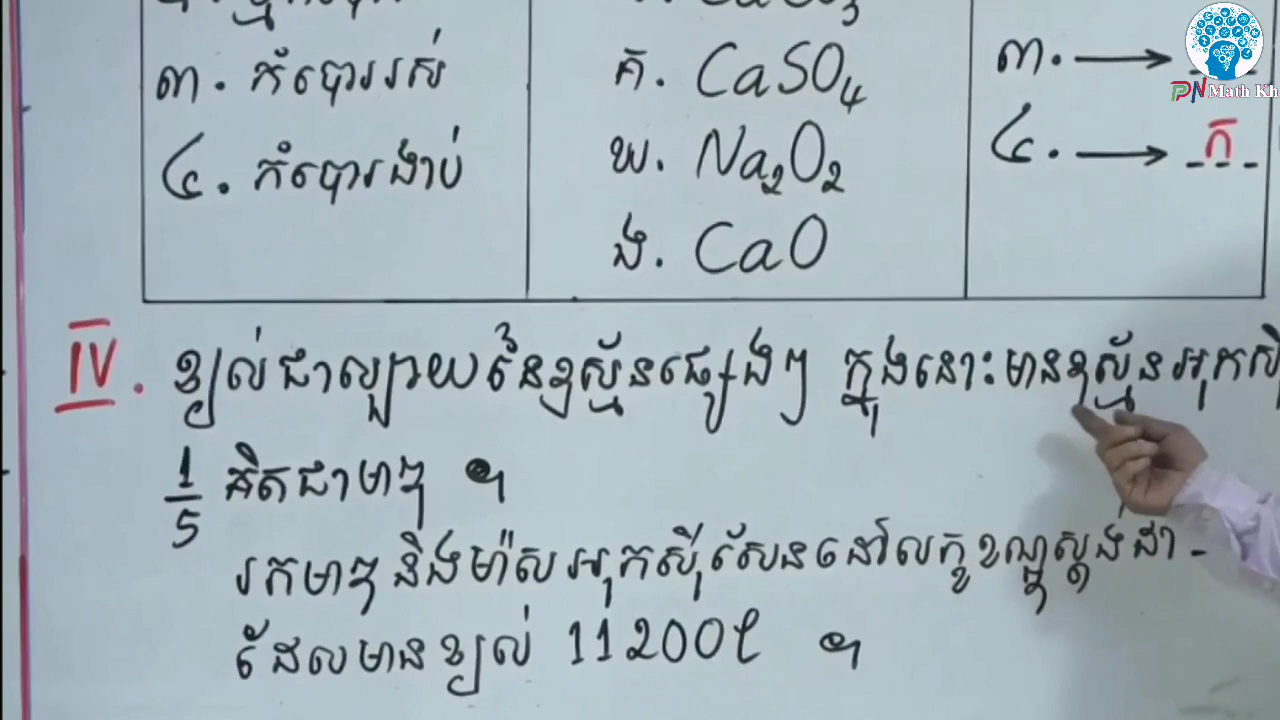 ៣. កំបោររស់
៤. កំបោរងាប់
គ. CaSO₄
ឃ. Na₂O₂
ង. CaO
៣. →
៤. → ក
PN Math Kh
IV. ខ្យល់ជាល្បាយនៃឧស្ម័នផ្សេងៗ ក្នុងនោះមានឧស្ម័នអុកស៊ី
1/5 គិតជាមាឌ ។
រកមាឌ និងម៉ាសអុកស៊ីសែននៅលក្ខខណ្ឌស្តង់ដា -
ដែលមានខ្យល់ 11200l ។